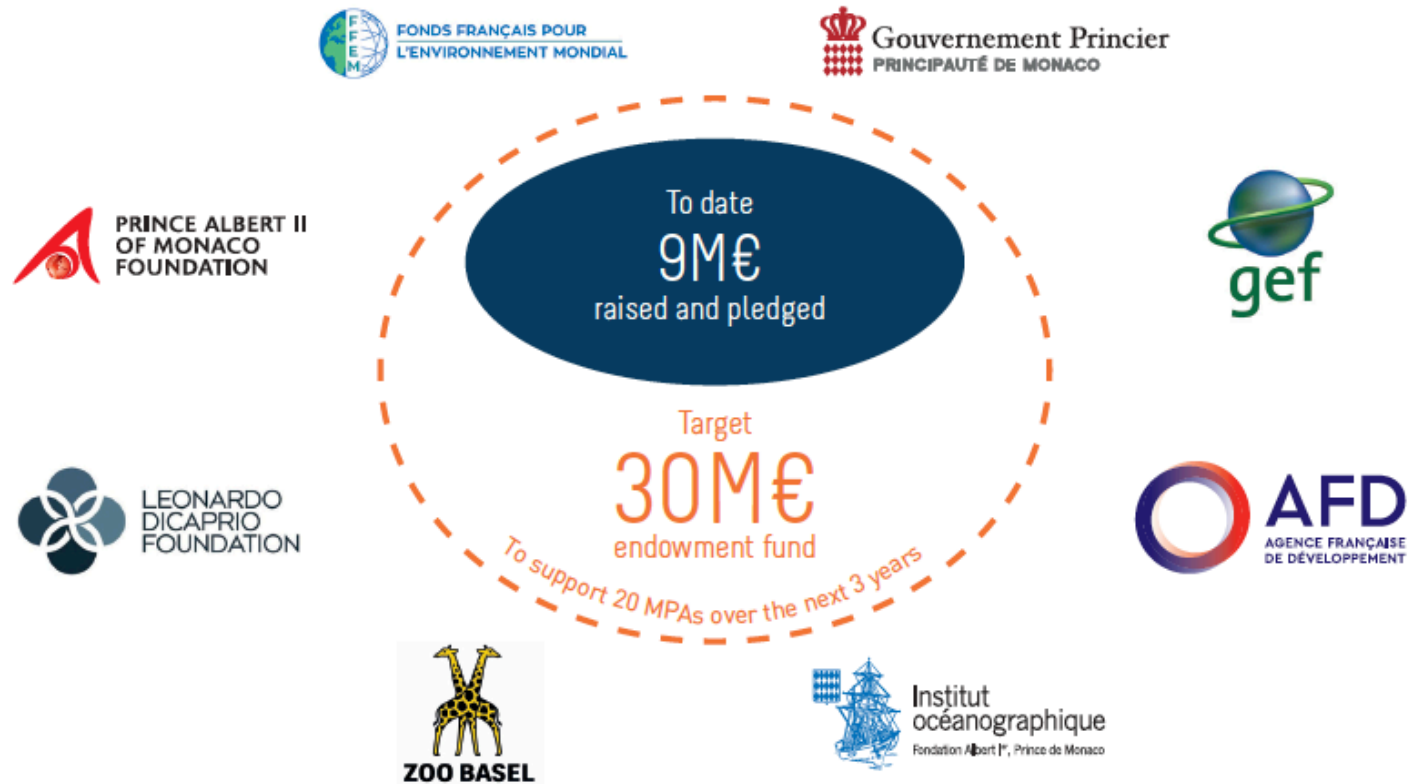 FFEM
FONDS FRANÇAIS POUR
L'ENVIRONNEMENT MONDIAL
Gouvernement Princier
PRINCIPAUTÉ DE MONACO
PRINCE ALBERT II
OF MONACO
FOUNDATION
To date
9M€
raised and pledged
gef
Target
30M€
endowment fund
To support 20 MPAs over the next 3 years
LEONARDO
DICAPRIO
FOUNDATION
AFD
AGENCE FRANÇAISE
DE DÉVELOPPEMENT
ZOO BASEL
Institut
océanographique
Fondation Albert Iᵉʳ, Prince de Monaco